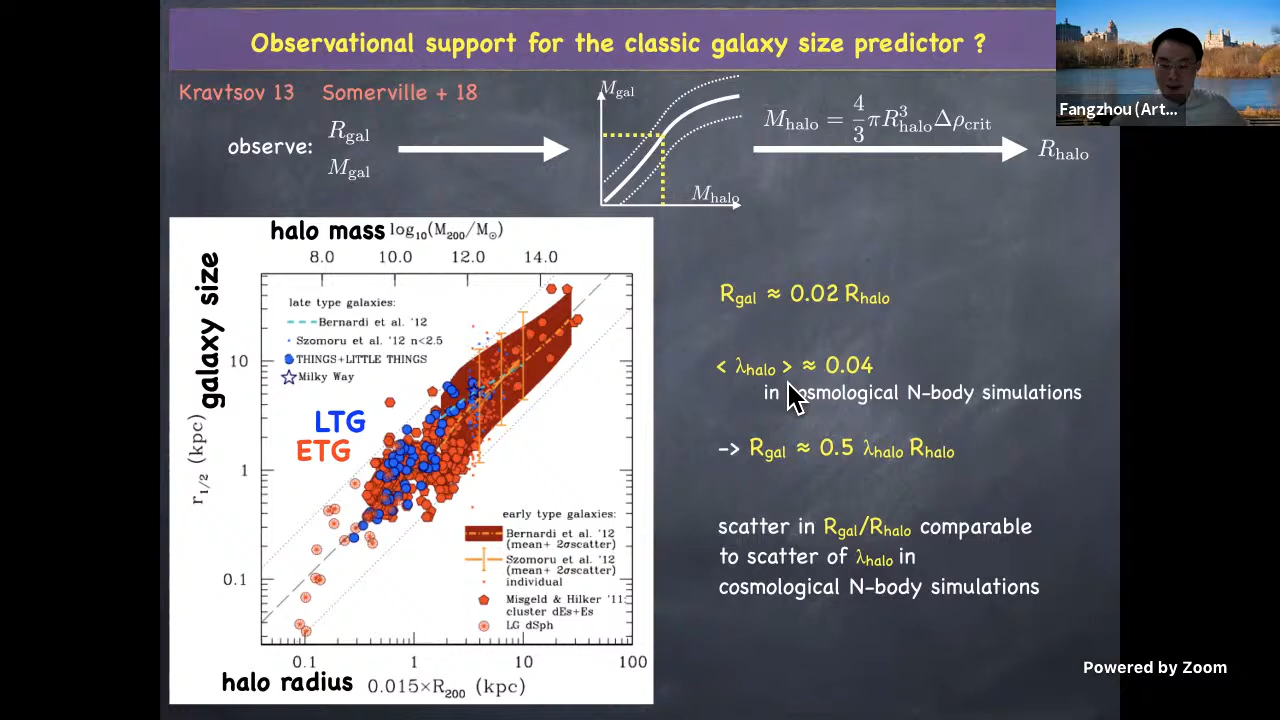 Observational support for the classic galaxy size predictor ?
Fangzhou (Art...
Kravtsov 13 Somerville + 18
observe:
R_gal
M_gal
M_gal
M_halo
M_halo = 4/3 πR³_halo Δρ_crit
R_halo
halo mass log₁₀(M₂₀₀/M☉)
8.0 10.0 12.0 14.0
galaxy size
r₁/₂ (kpc)
10
1
0.1
late type galaxies:
Bernardi et al. '12
Szomoru et al. '12 n<2.5
THINGS+LITTLE THINGS
Milky Way
LTG
ETG
early type galaxies:
Bernardi et al. '12
(mean+ 2σscatter)
Szomoru et al. '12
(mean+ 2σscatter)
individual
Misgeld & Hilker '11:
cluster dEs+Es
LG dSph
0.1 1 10 100
halo radius 0.015×R₂₀₀ (kpc)
R_gal ≈ 0.02 R_halo
< λ_halo > ≈ 0.04
in cosmological N-body simulations
-> R_gal ≈ 0.5 λ_halo R_halo
scatter in R_gal/R_halo comparable
to scatter of λ_halo in
cosmological N-body simulations
Powered by Zoom